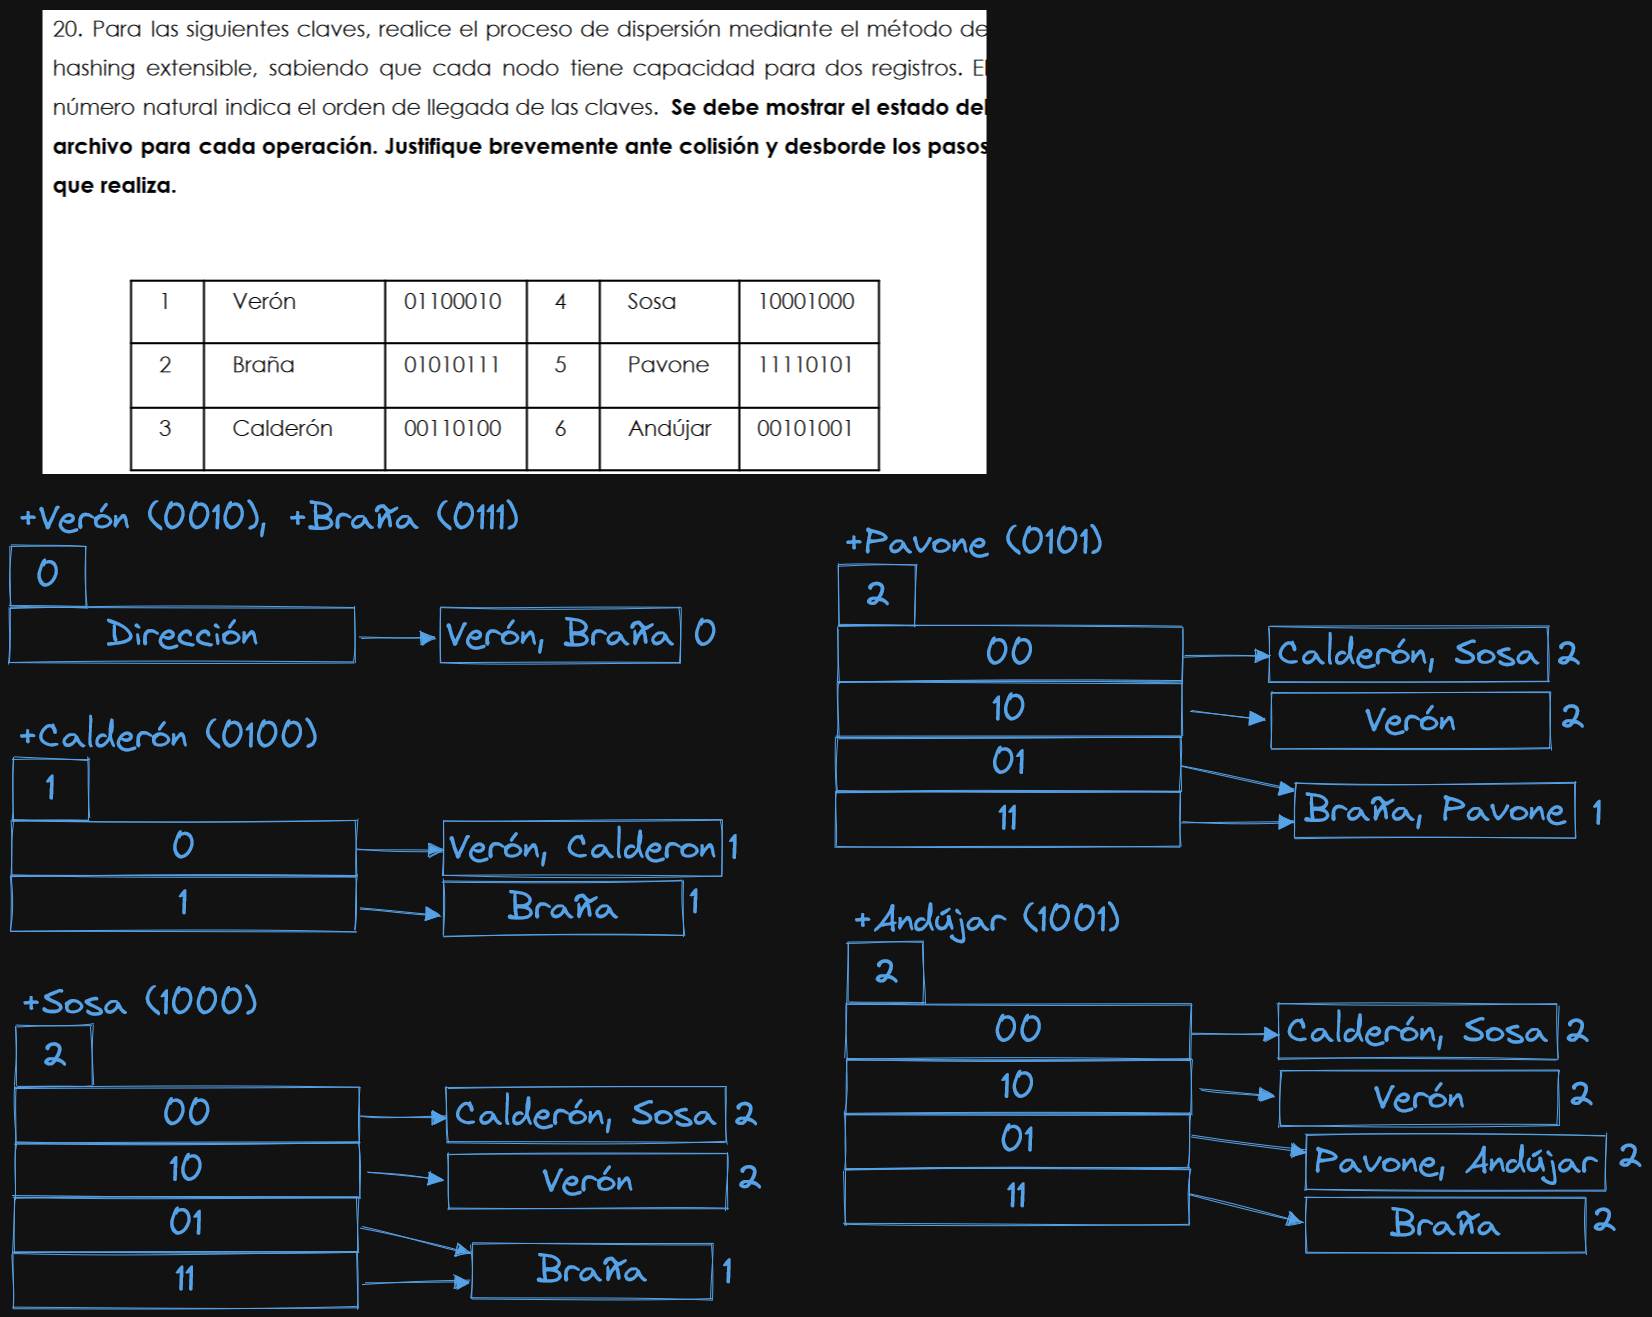 20. Para las siguientes claves, realice el proceso de dispersión mediante el método de
hashing extensible, sabiendo que cada nodo tiene capacidad para dos registros. El
número natural indica el orden de llegada de las claves. Se debe mostrar el estado del
archivo para cada operación. Justifique brevemente ante colisión y desborde los pasos
que realiza.
1 Verón 01100010 4 Sosa 10001000
2 Braña 01010111 5 Pavone 11110101
3 Calderón 00110100 6 Andújar 00101001
+Verón (0010), +Braña (0111)
0
Dirección Verón, Braña 0
+Calderón (0100)
1
0 Verón, Calderon 1
1 Braña 1
+Sosa (1000)
2
00 Calderón, Sosa 2
10 Verón 2
01
11 Braña 1
+Pavone (0101)
2
00 Calderón, Sosa 2
10 Verón 2
01
11 Braña, Pavone 1
+Andújar (1001)
2
00 Calderón, Sosa 2
10 Verón 2
01 Pavone, Andújar 2
11 Braña 2